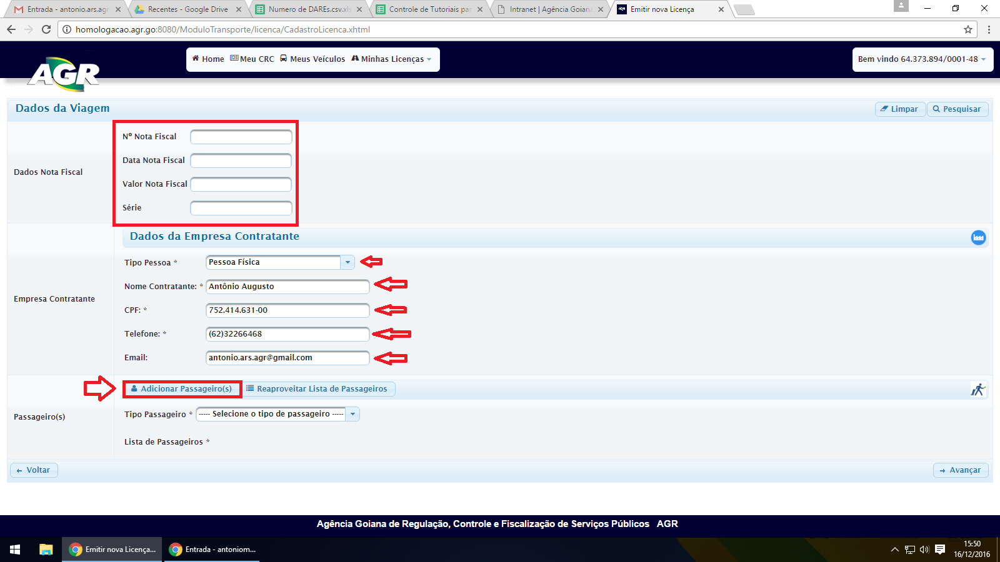 Entrada - antonio.ars.agr
Recentes - Google Drive
Numero de DAREs.csv.xls
Controle de Tutoriais par
Intranet | Agência Goiana
Emitir nova Licença
homologacao.agr.go:8080/ModuloTransporte/licenca/CadastroLicenca.xhtml
AGR
Home
Meu CRC
Meus Veículos
Minhas Licenças
Bem vindo 64.373.894/0001-48
Dados da Viagem
Limpar
Pesquisar
Dados Nota Fiscal
Nº Nota Fiscal
Data Nota Fiscal
Valor Nota Fiscal
Série
Empresa Contratante
Dados da Empresa Contratante
Tipo Pessoa * Pessoa Física
Nome Contratante: * Antônio Augusto
CPF: * 752.414.631-00
Telefone: * (62)32266468
Email: antonio.ars.agr@gmail.com
Passageiro(s)
Adicionar Passageiro(s)
Reaproveitar Lista de Passageiros
Tipo Passageiro * ----- Selecione o tipo de passageiro -----
Lista de Passageiros *
Voltar
Avançar
Agência Goiana de Regulação, Controle e Fiscalização de Serviços Públicos AGR
Emitir nova Licença...
Entrada - antoniom...
15:50
16/12/2016